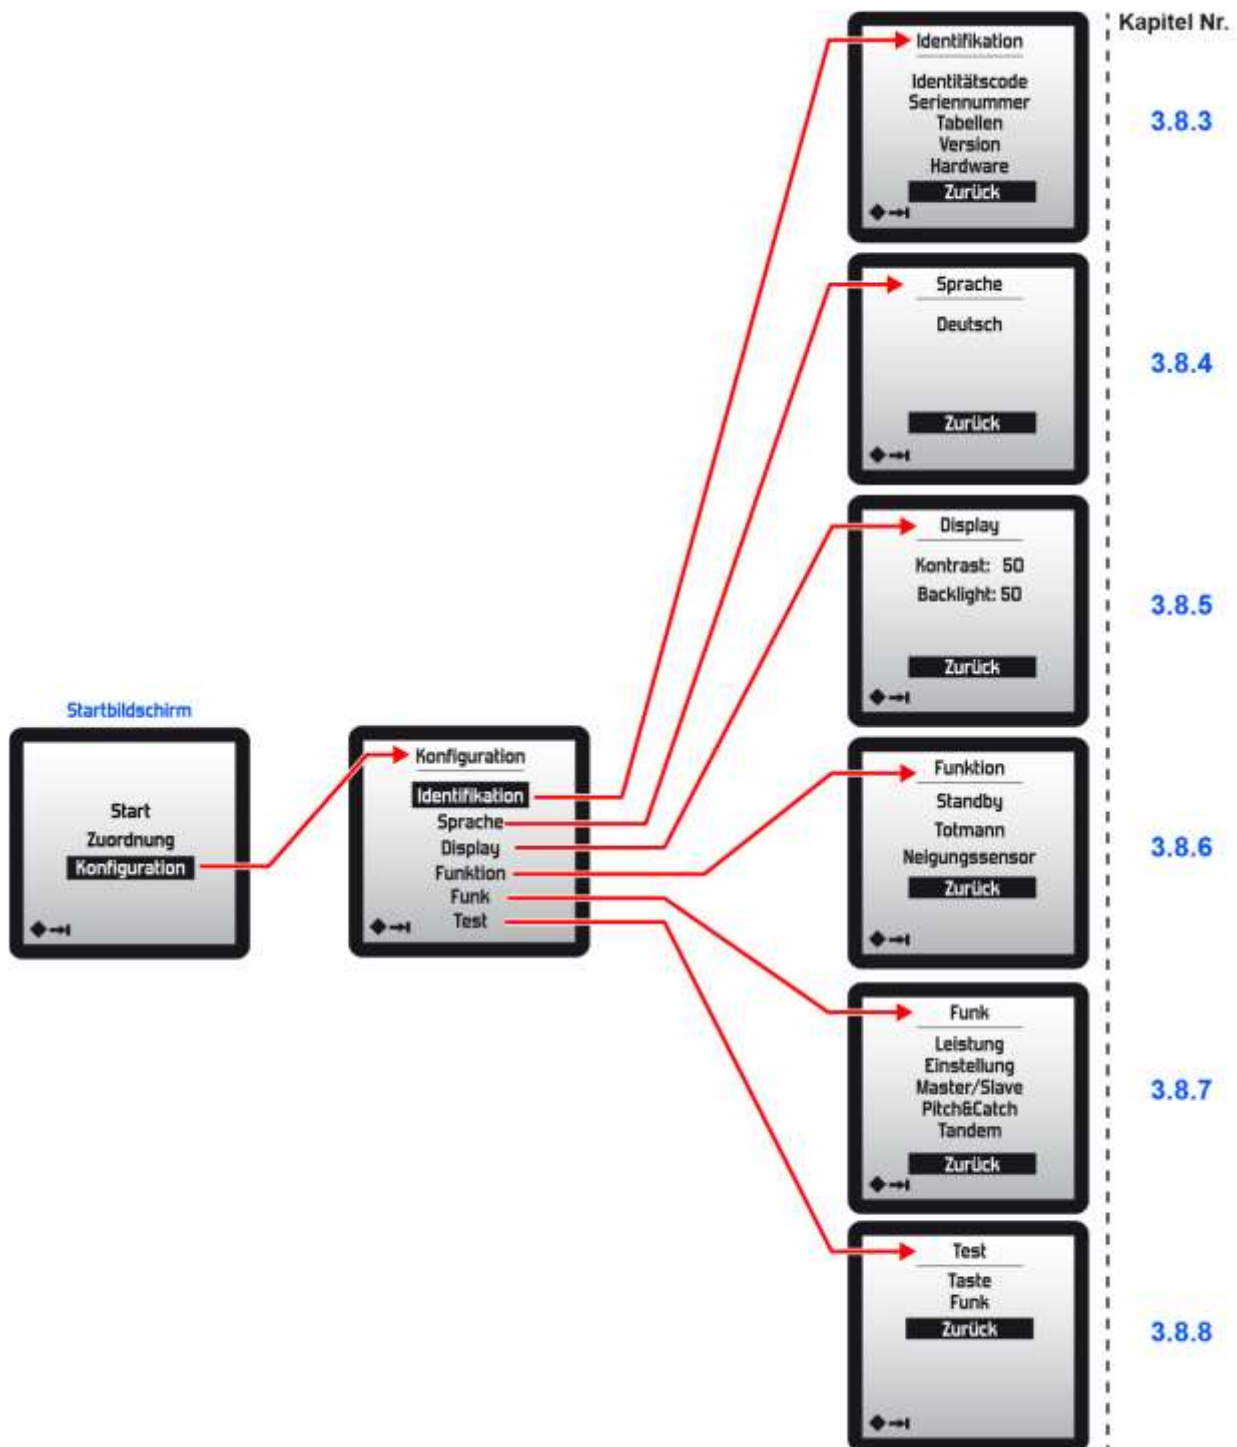 Kapitel Nr.
Identifikation
Identitätscode
Seriennummer
Tabellen
Version
Hardware
Zurück
3.8.3
Sprache
Deutsch
Zurück
3.8.4
Display
Kontrast: 50
Backlight: 50
Zurück
3.8.5
Startbildschirm
Start
Zuordnung
Konfiguration
Konfiguration
Identifikation
Sprache
Display
Funktion
Funk
Test
Funktion
Standby
Totmann
Neigungssensor
Zurück
3.8.6
Funk
Leistung
Einstellung
Master/Slave
Pitch&Catch
Tandem
Zurück
3.8.7
Test
Taste
Funk
Zurück
3.8.8